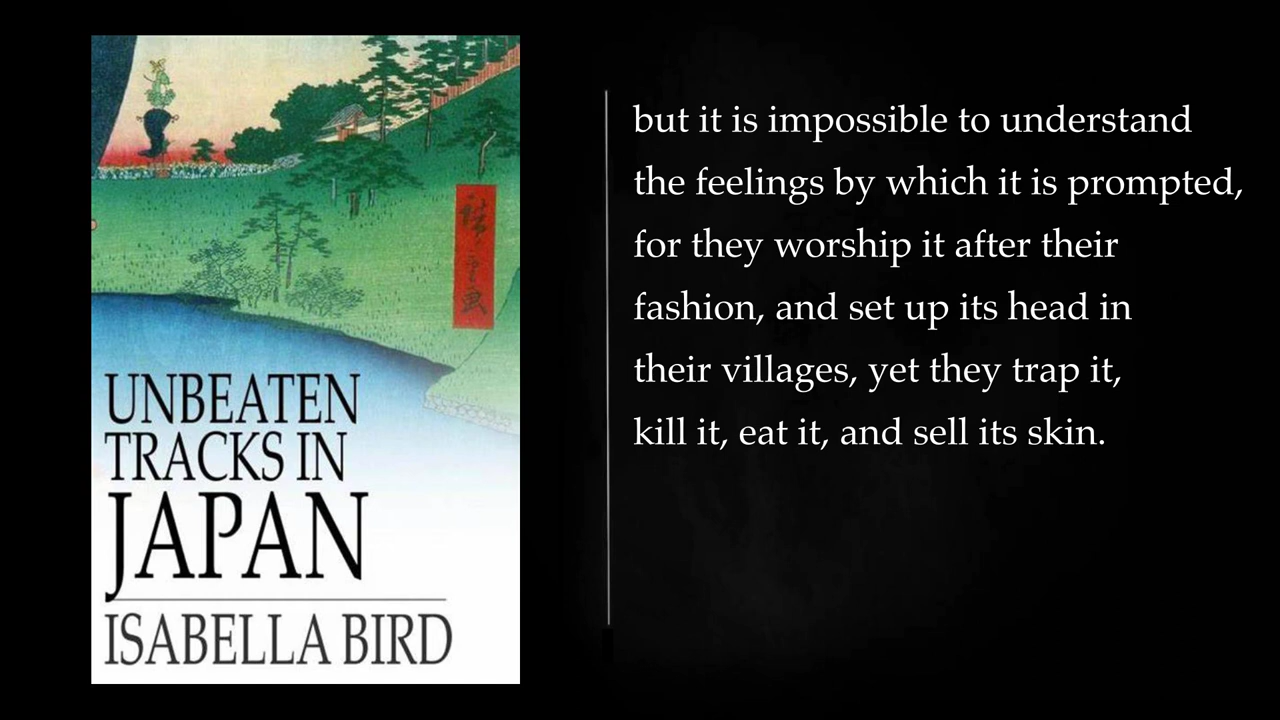 UNBEATEN
TRACKS IN
JAPAN
ISABELLA BIRD
but it is impossible to understand
the feelings by which it is prompted,
for they worship it after their
fashion, and set up its head in
their villages, yet they trap it,
kill it, eat it, and sell its skin.